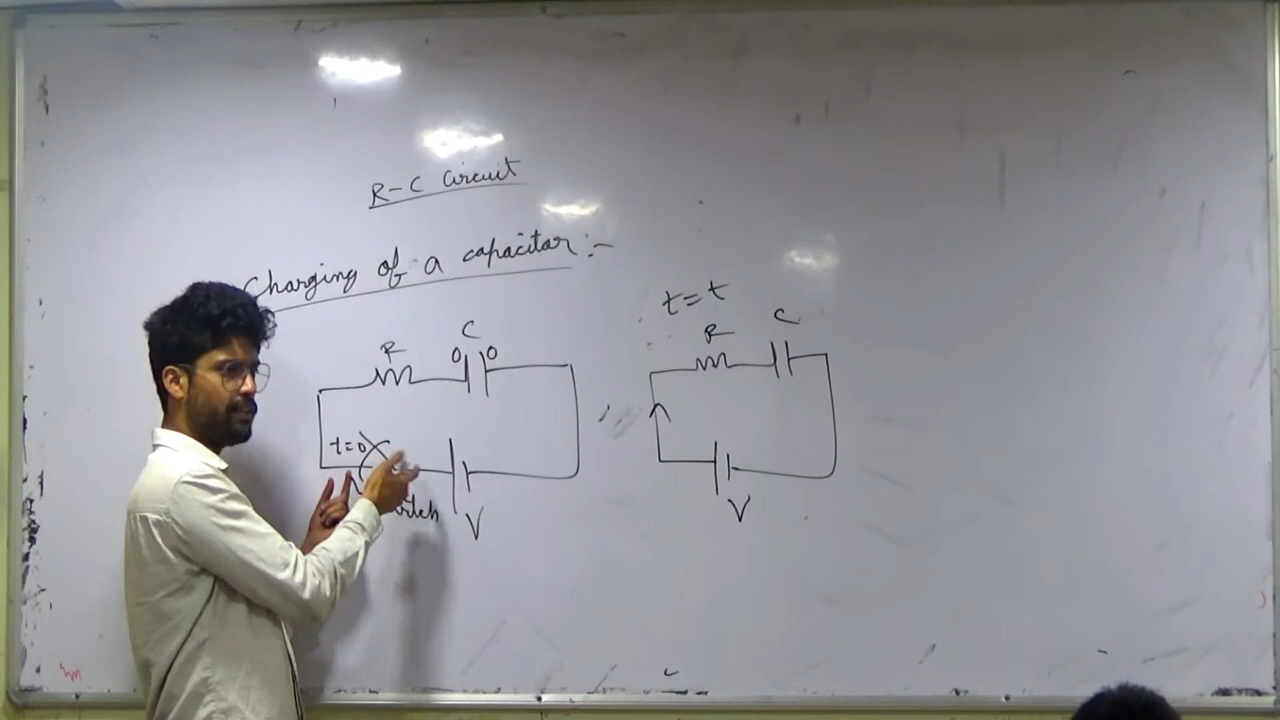 R-C Circuit
Charging of a capacitor :-
R C
0 0
t=0
V
t=t
R C
V